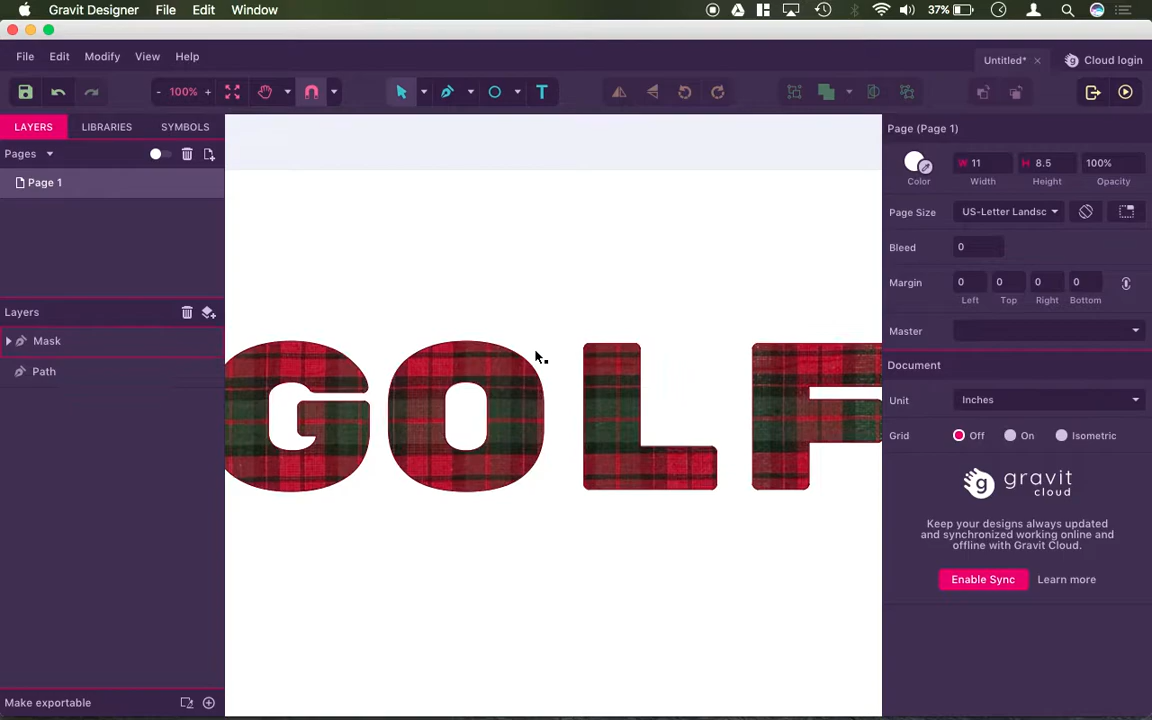 Gravit Designer File Edit Window 37%
File Edit Modify View Help Untitled* × Cloud login
- 100% + T
LAYERS LIBRARIES SYMBOLS
Pages
Page 1
Layers
Mask
Path
Make exportable
GOLF
Page (Page 1)
W 11 H 8.5 100%
Color Width Height Opacity
Page Size US-Letter Landsc
Bleed 0
Margin 0 0 0 0
Left Top Right Bottom
Master
Document
Unit Inches
Grid Off On Isometric
gravit
cloud
Keep your designs always updated
and synchronized working online and
offline with Gravit Cloud.
Enable Sync Learn more